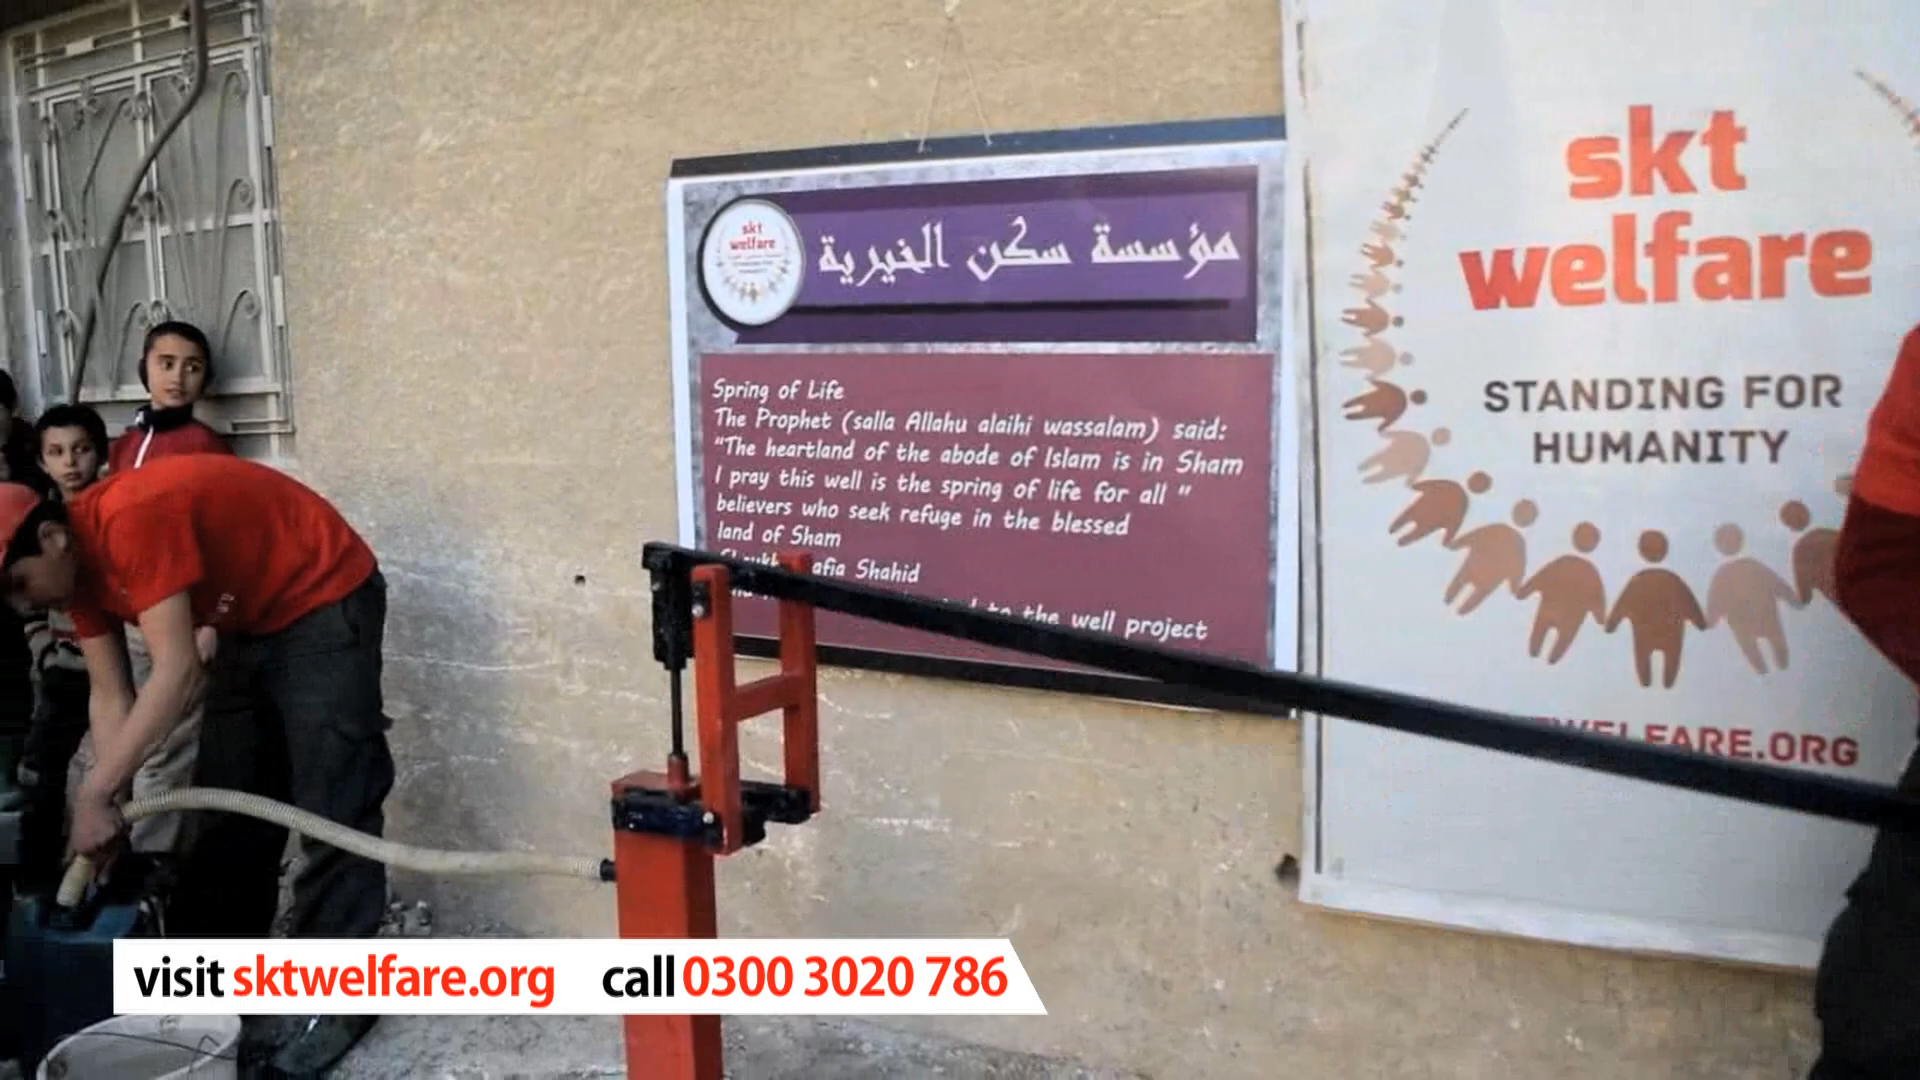 skt
welfare
مؤسسة سكن الخيرية
Spring of Life
The Prophet (salla Allahu alaihi wassalam) said:
"The heartland of the abode of Islam is in Sham
I pray this well is the spring of life for all "
believers who seek refuge in the blessed
land of Sham
Shahid
to the well project
skt
welfare
STANDING FOR
HUMANITY
WELFARE.ORG
visit sktwelfare.org call 0300 3020 786